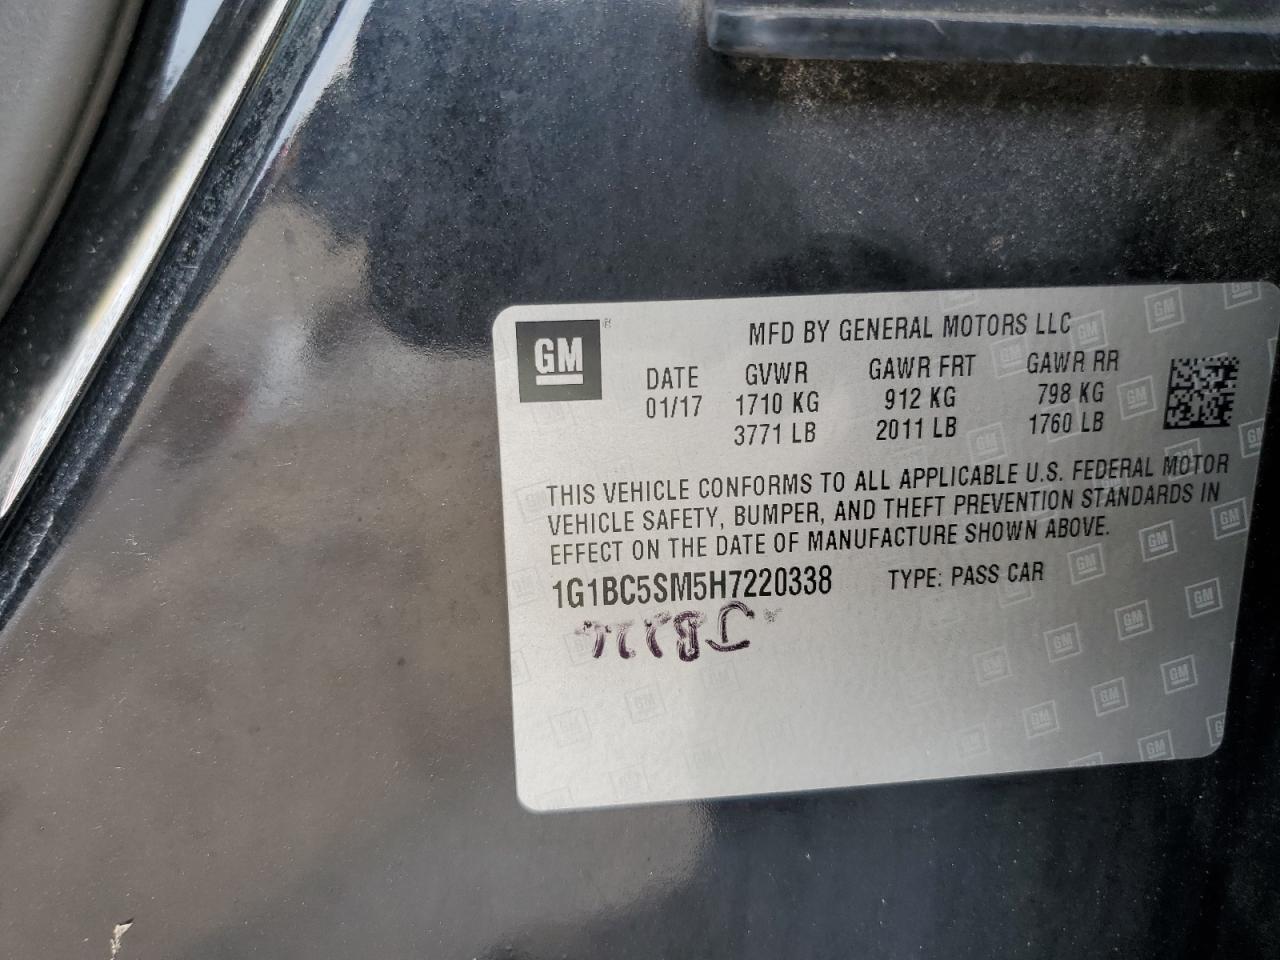 GM ®
MFD BY GENERAL MOTORS LLC
DATE GVWR GAWR FRT GAWR RR
01/17 1710 KG 912 KG 798 KG
3771 LB 2011 LB 1760 LB
THIS VEHICLE CONFORMS TO ALL APPLICABLE U.S. FEDERAL MOTOR
VEHICLE SAFETY, BUMPER, AND THEFT PREVENTION STANDARDS IN
EFFECT ON THE DATE OF MANUFACTURE SHOWN ABOVE.
1G1BC5SM5H7220338 TYPE: PASS CAR